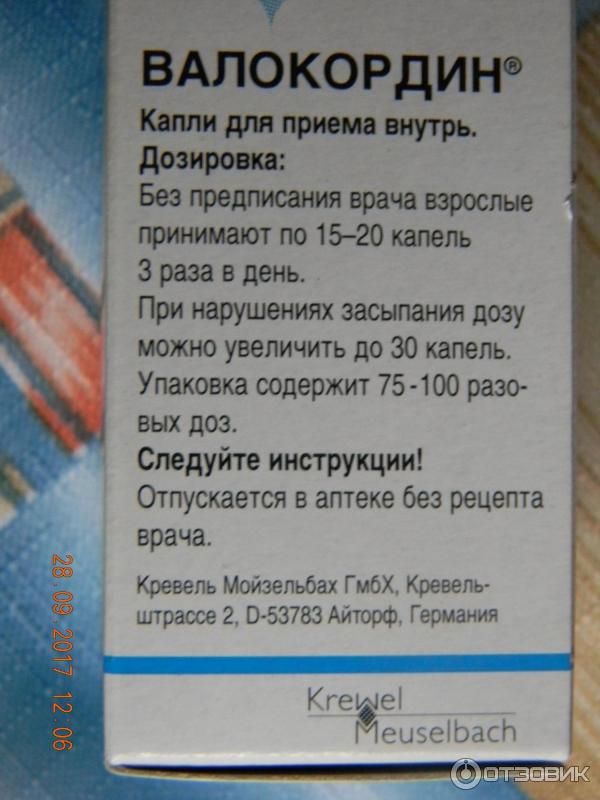 ВАЛОКОРДИН®
Капли для приема внутрь.
Дозировка:
Без предписания врача взрослые
принимают по 15–20 капель
3 раза в день.
При нарушениях засыпания дозу
можно увеличить до 30 капель.
Упаковка содержит 75-100 разо-
вых доз.
Следуйте инструкции!
Отпускается в аптеке без рецепта
врача.
Кревель Мойзельбах ГмбХ, Кревель-
штрассе 2, D-53783 Айторф, Германия
Krewel
Meuselbach
28.09.2017 12:06
ОТЗОВИК